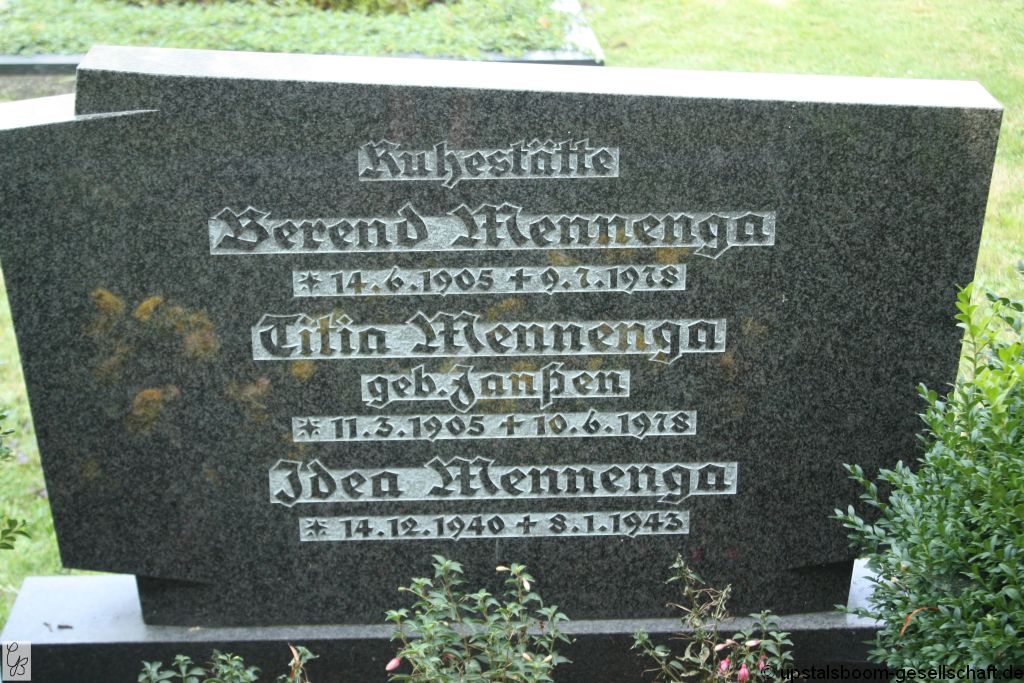 Ruhestätte
Berend Mennenga
* 14.6.1905 + 9.7.1978
Tilia Mennenga
geb. Janßen
* 11.3.1905 + 10.6.1978
Idea Mennenga
* 14.12.1940 + 8.1.1943
© upstalsboom-gesellschaft.de